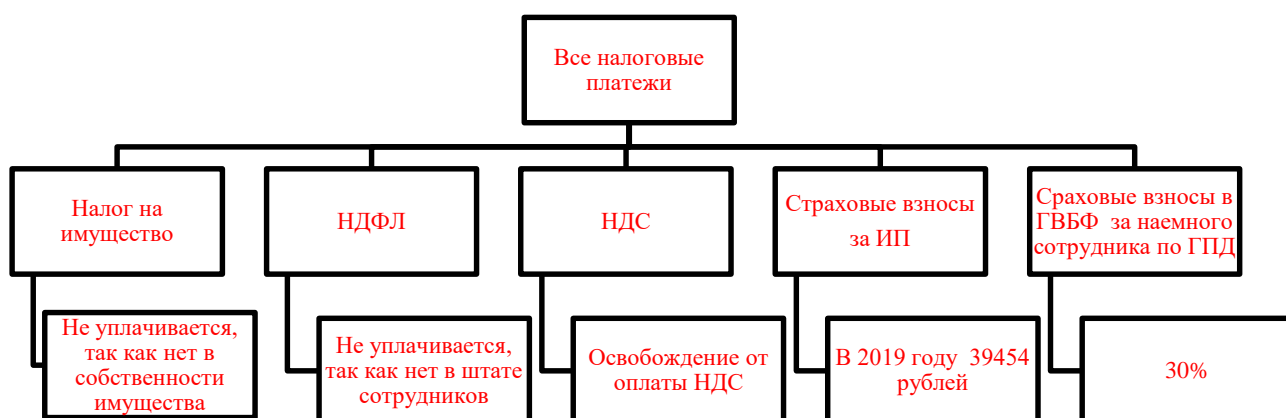 Все налоговые
платежи
Налог на
имущество
НДФЛ
НДС
Страховые взносы
за ИП
Сраховые взносы в
ГВБФ за наемного
сотрудника по ГПД
Не уплачивается,
так как нет в
собственности
имущества
Не уплачивается,
так как нет в штате
сотрудников
Освобождение от
оплаты НДС
В 2019 году 39454
рублей
30%